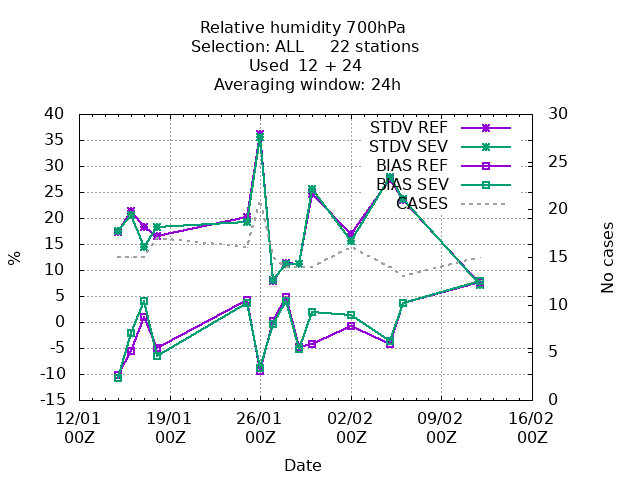 Relative humidity 700hPa
Selection: ALL     22 stations
Used  12 + 24
Averaging window: 24h
40
35
30
25
20
15
10
5
0
-5
-10
-15
%
STDV REF
STDV SEV
BIAS REF
BIAS SEV
CASES
30
25
20
15
10
5
0
No cases
12/01 19/01 26/01 02/02 09/02 16/02
00Z 00Z 00Z 00Z 00Z 00Z
Date